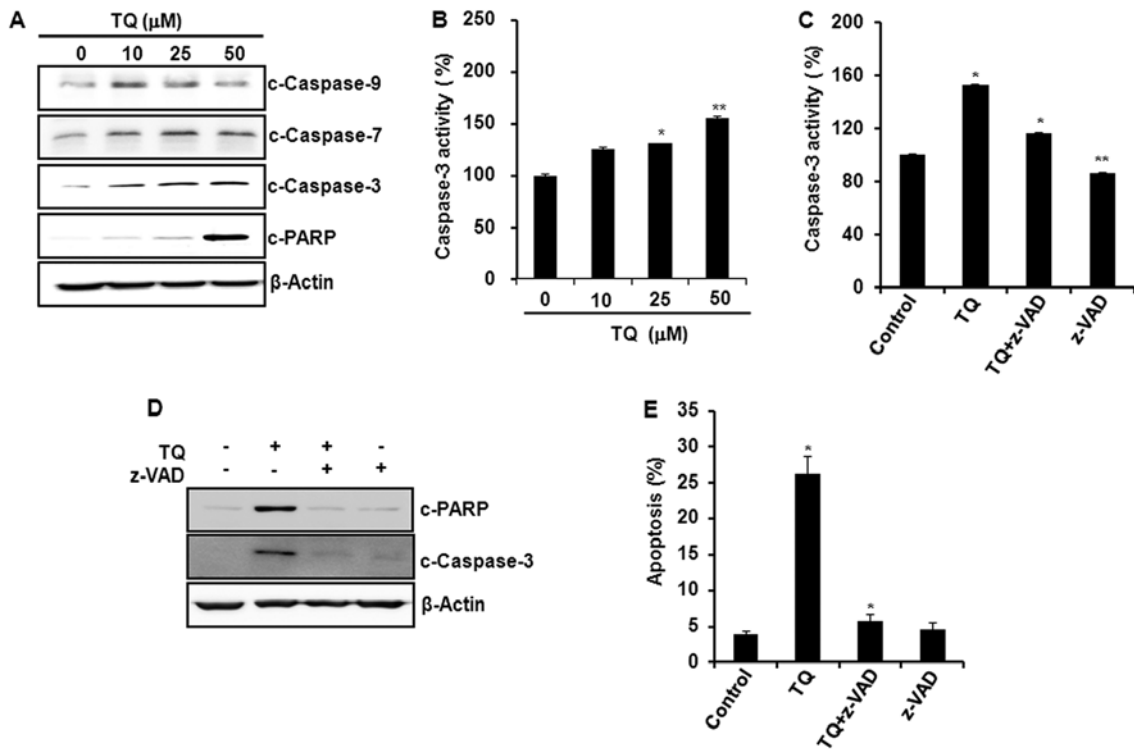 A
TQ (μM)
0 10 25 50
c-Caspase-9
c-Caspase-7
c-Caspase-3
c-PARP
β-Actin
B
Caspase-3 activity (%)
250
200
150
100
50
0
*
**
0 10 25 50
TQ (μM)
C
Caspase-3 activity (%)
200
160
120
80
40
0
*
*
**
Control
TQ
TQ+z-VAD
z-VAD
D
TQ - + + -
z-VAD - - + +
c-PARP
c-Caspase-3
β-Actin
E
Apoptosis (%)
35
30
25
20
15
10
5
0
*
*
Control
TQ
TQ+z-VAD
z-VAD